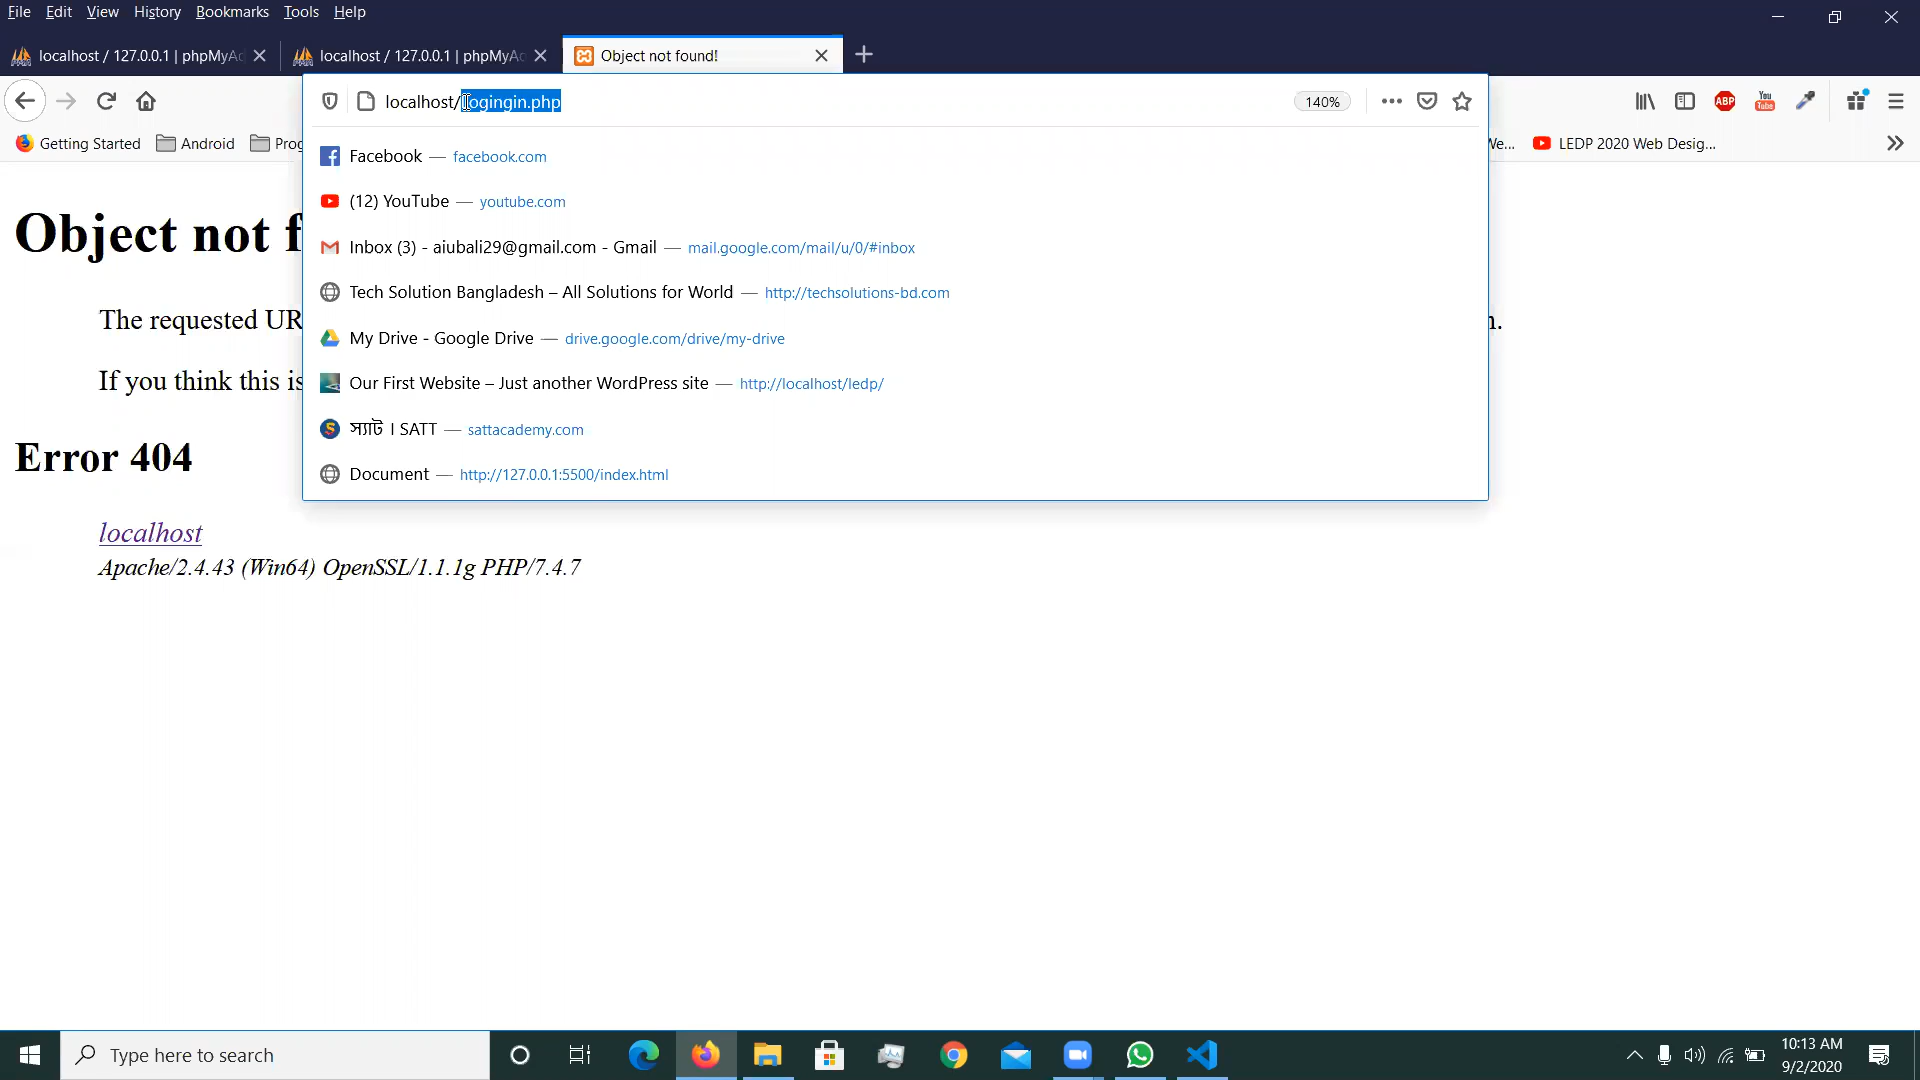 File Edit View History Bookmarks Tools Help
localhost / 127.0.0.1 | phpMyAd
localhost / 127.0.0.1 | phpMyAd
Object not found!
localhost/logingin.php
140%
ABP
You Tube
Getting Started
Android
Prog
We...
LEDP 2020 Web Desig...
Facebook — facebook.com
(12) YouTube — youtube.com
Inbox (3) - aiubali29@gmail.com - Gmail — mail.google.com/mail/u/0/#inbox
Tech Solution Bangladesh – All Solutions for World — http://techsolutions-bd.com
My Drive - Google Drive — drive.google.com/drive/my-drive
Our First Website – Just another WordPress site — http://localhost/ledp/
স্যাট । SATT — sattacademy.com
Document — http://127.0.0.1:5500/index.html
Object not f
The requested UR
n.
If you think this is
Error 404
localhost
Apache/2.4.43 (Win64) OpenSSL/1.1.1g PHP/7.4.7
Type here to search
10:13 AM
9/2/2020